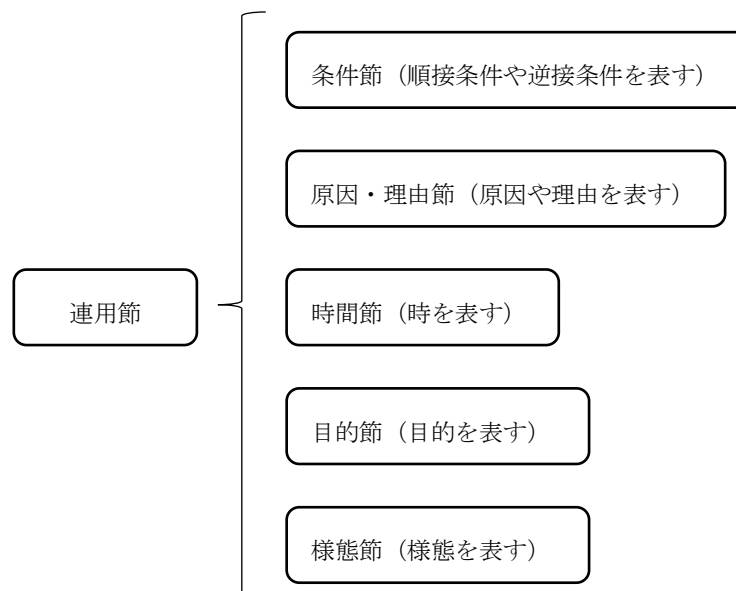 条件節（順接条件や逆接条件を表す）
原因・理由節（原因や理由を表す）
連用節
時間節（時を表す）
目的節（目的を表す）
様態節（様態を表す）